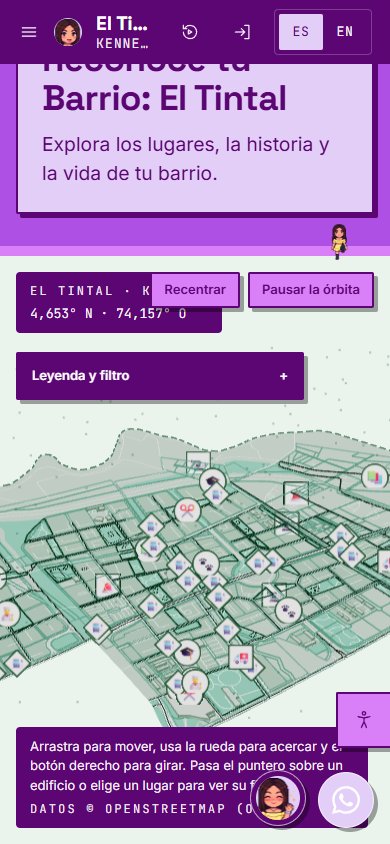 El Ti...
KENNE...
ES
EN
Reconoce tu
Barrio: El Tintal
Explora los lugares, la historia y
la vida de tu barrio.
EL TINTAL · K
Recentrar
Pausar la órbita
4,653° N · 74,157° O
Leyenda y filtro
+
Arrastra para mover, usa la rueda para acercar y el
botón derecho para girar. Pasa el puntero sobre un
edificio o elige un lugar para ver su
DATOS © OPENSTREETMAP (O